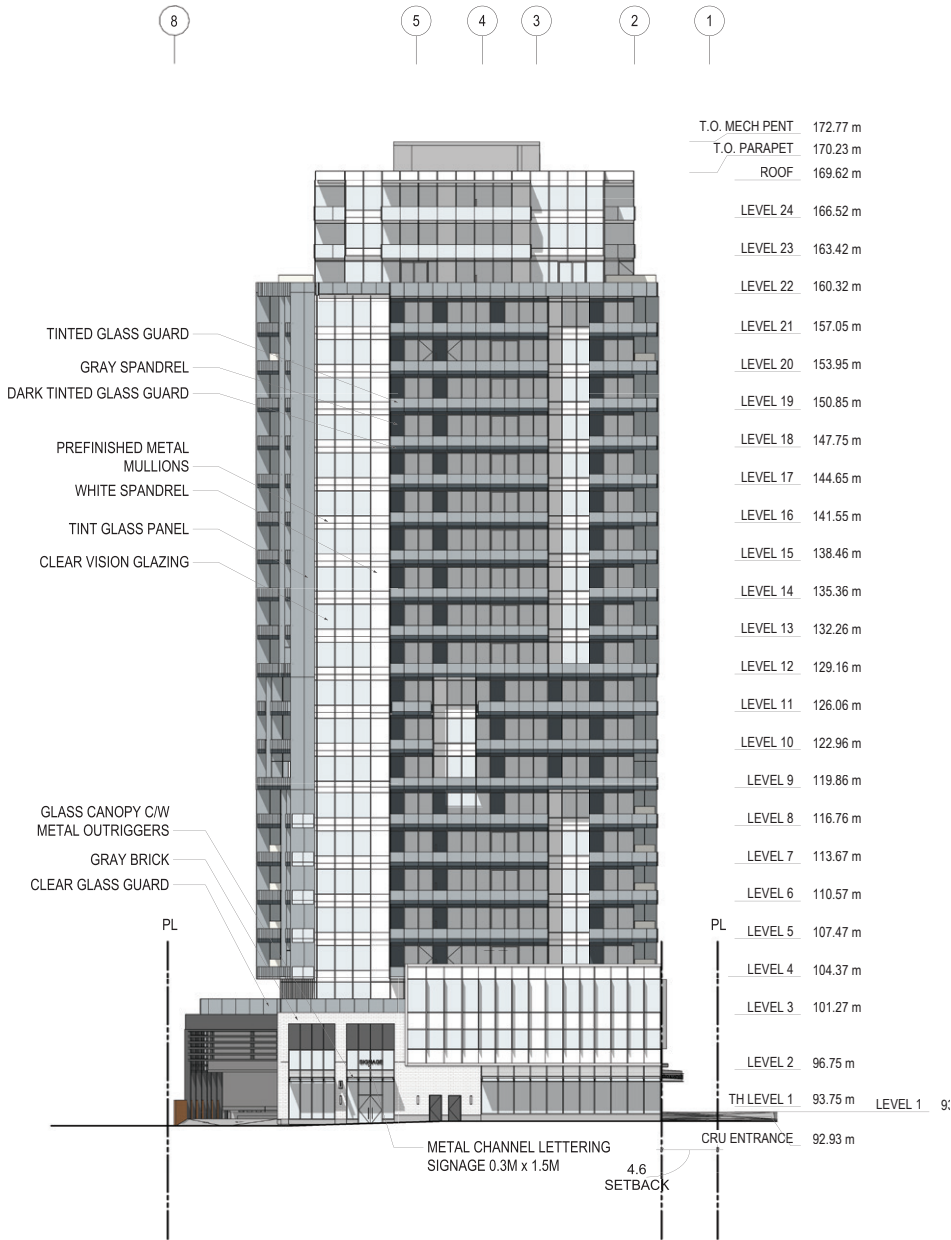 8
5
4
3
2
1
T.O. MECH PENT 172.77 m
T.O. PARAPET 170.23 m
ROOF 169.62 m
LEVEL 24 166.52 m
LEVEL 23 163.42 m
LEVEL 22 160.32 m
LEVEL 21 157.05 m
LEVEL 20 153.95 m
LEVEL 19 150.85 m
LEVEL 18 147.75 m
LEVEL 17 144.65 m
LEVEL 16 141.55 m
LEVEL 15 138.46 m
LEVEL 14 135.36 m
LEVEL 13 132.26 m
LEVEL 12 129.16 m
LEVEL 11 126.06 m
LEVEL 10 122.96 m
LEVEL 9 119.86 m
LEVEL 8 116.76 m
LEVEL 7 113.67 m
LEVEL 6 110.57 m
LEVEL 5 107.47 m
LEVEL 4 104.37 m
LEVEL 3 101.27 m
LEVEL 2 96.75 m
TH LEVEL 1 93.75 m
LEVEL 1
CRU ENTRANCE 92.93 m
TINTED GLASS GUARD
GRAY SPANDREL
DARK TINTED GLASS GUARD
PREFINISHED METAL
MULLIONS
WHITE SPANDREL
TINT GLASS PANEL
CLEAR VISION GLAZING
GLASS CANOPY C/W
METAL OUTRIGGERS
GRAY BRICK
CLEAR GLASS GUARD
PL
PL
SIGNAGE
METAL CHANNEL LETTERING
SIGNAGE 0.3M x 1.5M
4.6
SETBACK